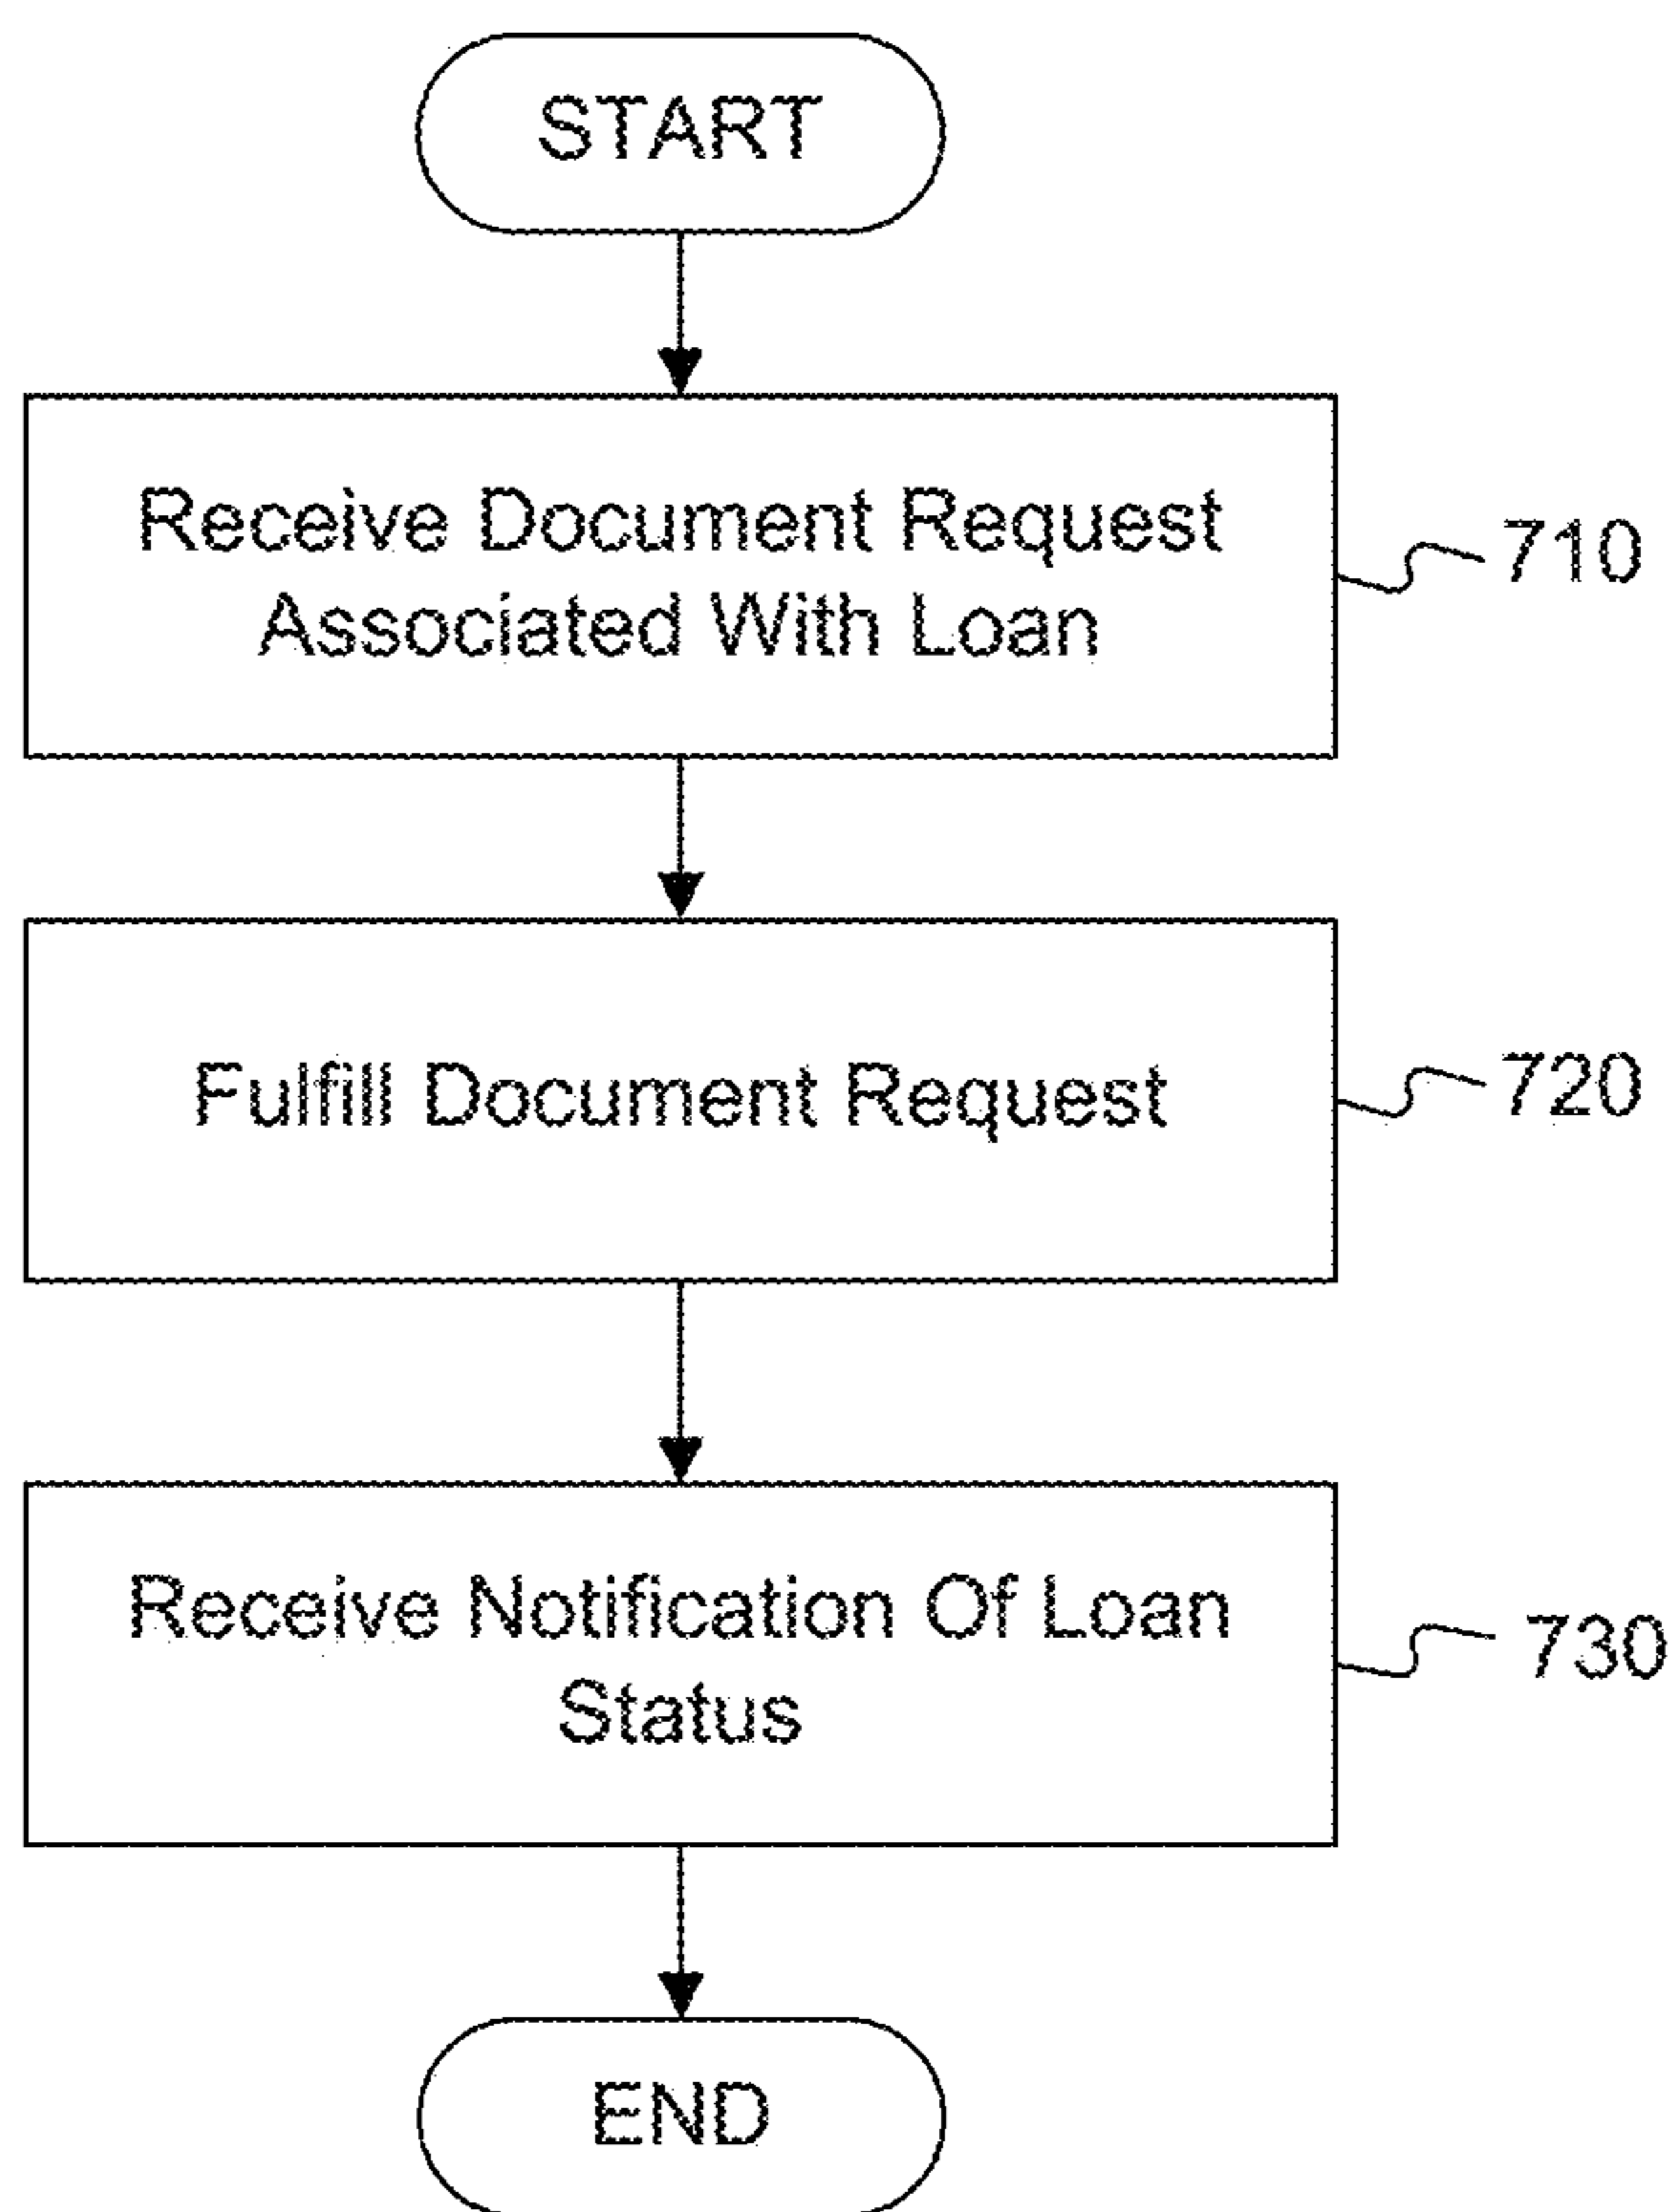 START
Receive Document Request
Associated With Loan
710
Fulfill Document Request
720
Receive Notification Of Loan
Status
730
END